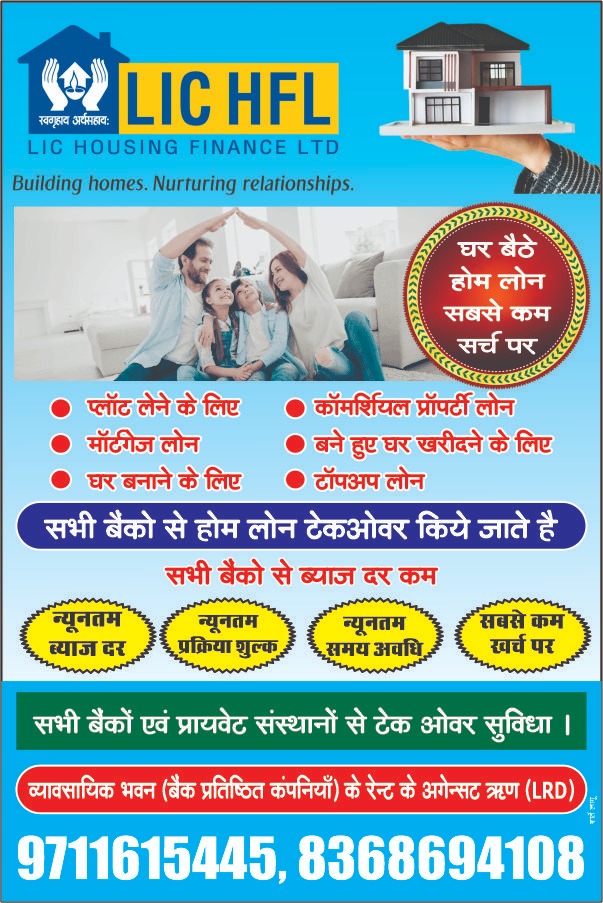 स्वगृहाय अर्थसहाय:
LIC HFL
LIC HOUSING FINANCE LTD
Building homes. Nurturing relationships.
घर बैठे
होम लोन
सबसे कम
सर्च पर
प्लॉट लेने के लिए
कॉमर्शियल प्रॉपर्टी लोन
मॉर्टगेज लोन
बने हुए घर खरीदने के लिए
घर बनाने के लिए
टॉपअप लोन
सभी बैंको से होम लोन टेकओवर किये जाते है
सभी बैंको से ब्याज दर कम
न्यूनतम
ब्याज दर
न्यूनतम
प्रक्रिया शुल्क
न्यूनतम
समय अवधि
सबसे कम
खर्च पर
सभी बैंकों एवं प्रायवेट संस्थानों से टेक ओवर सुविधा ।
व्यावसायिक भवन (बैक प्रतिष्ठित कंपनियाँ) के रेन्ट के अगेन्सट ऋण (LRD)
9711615445, 8368694108